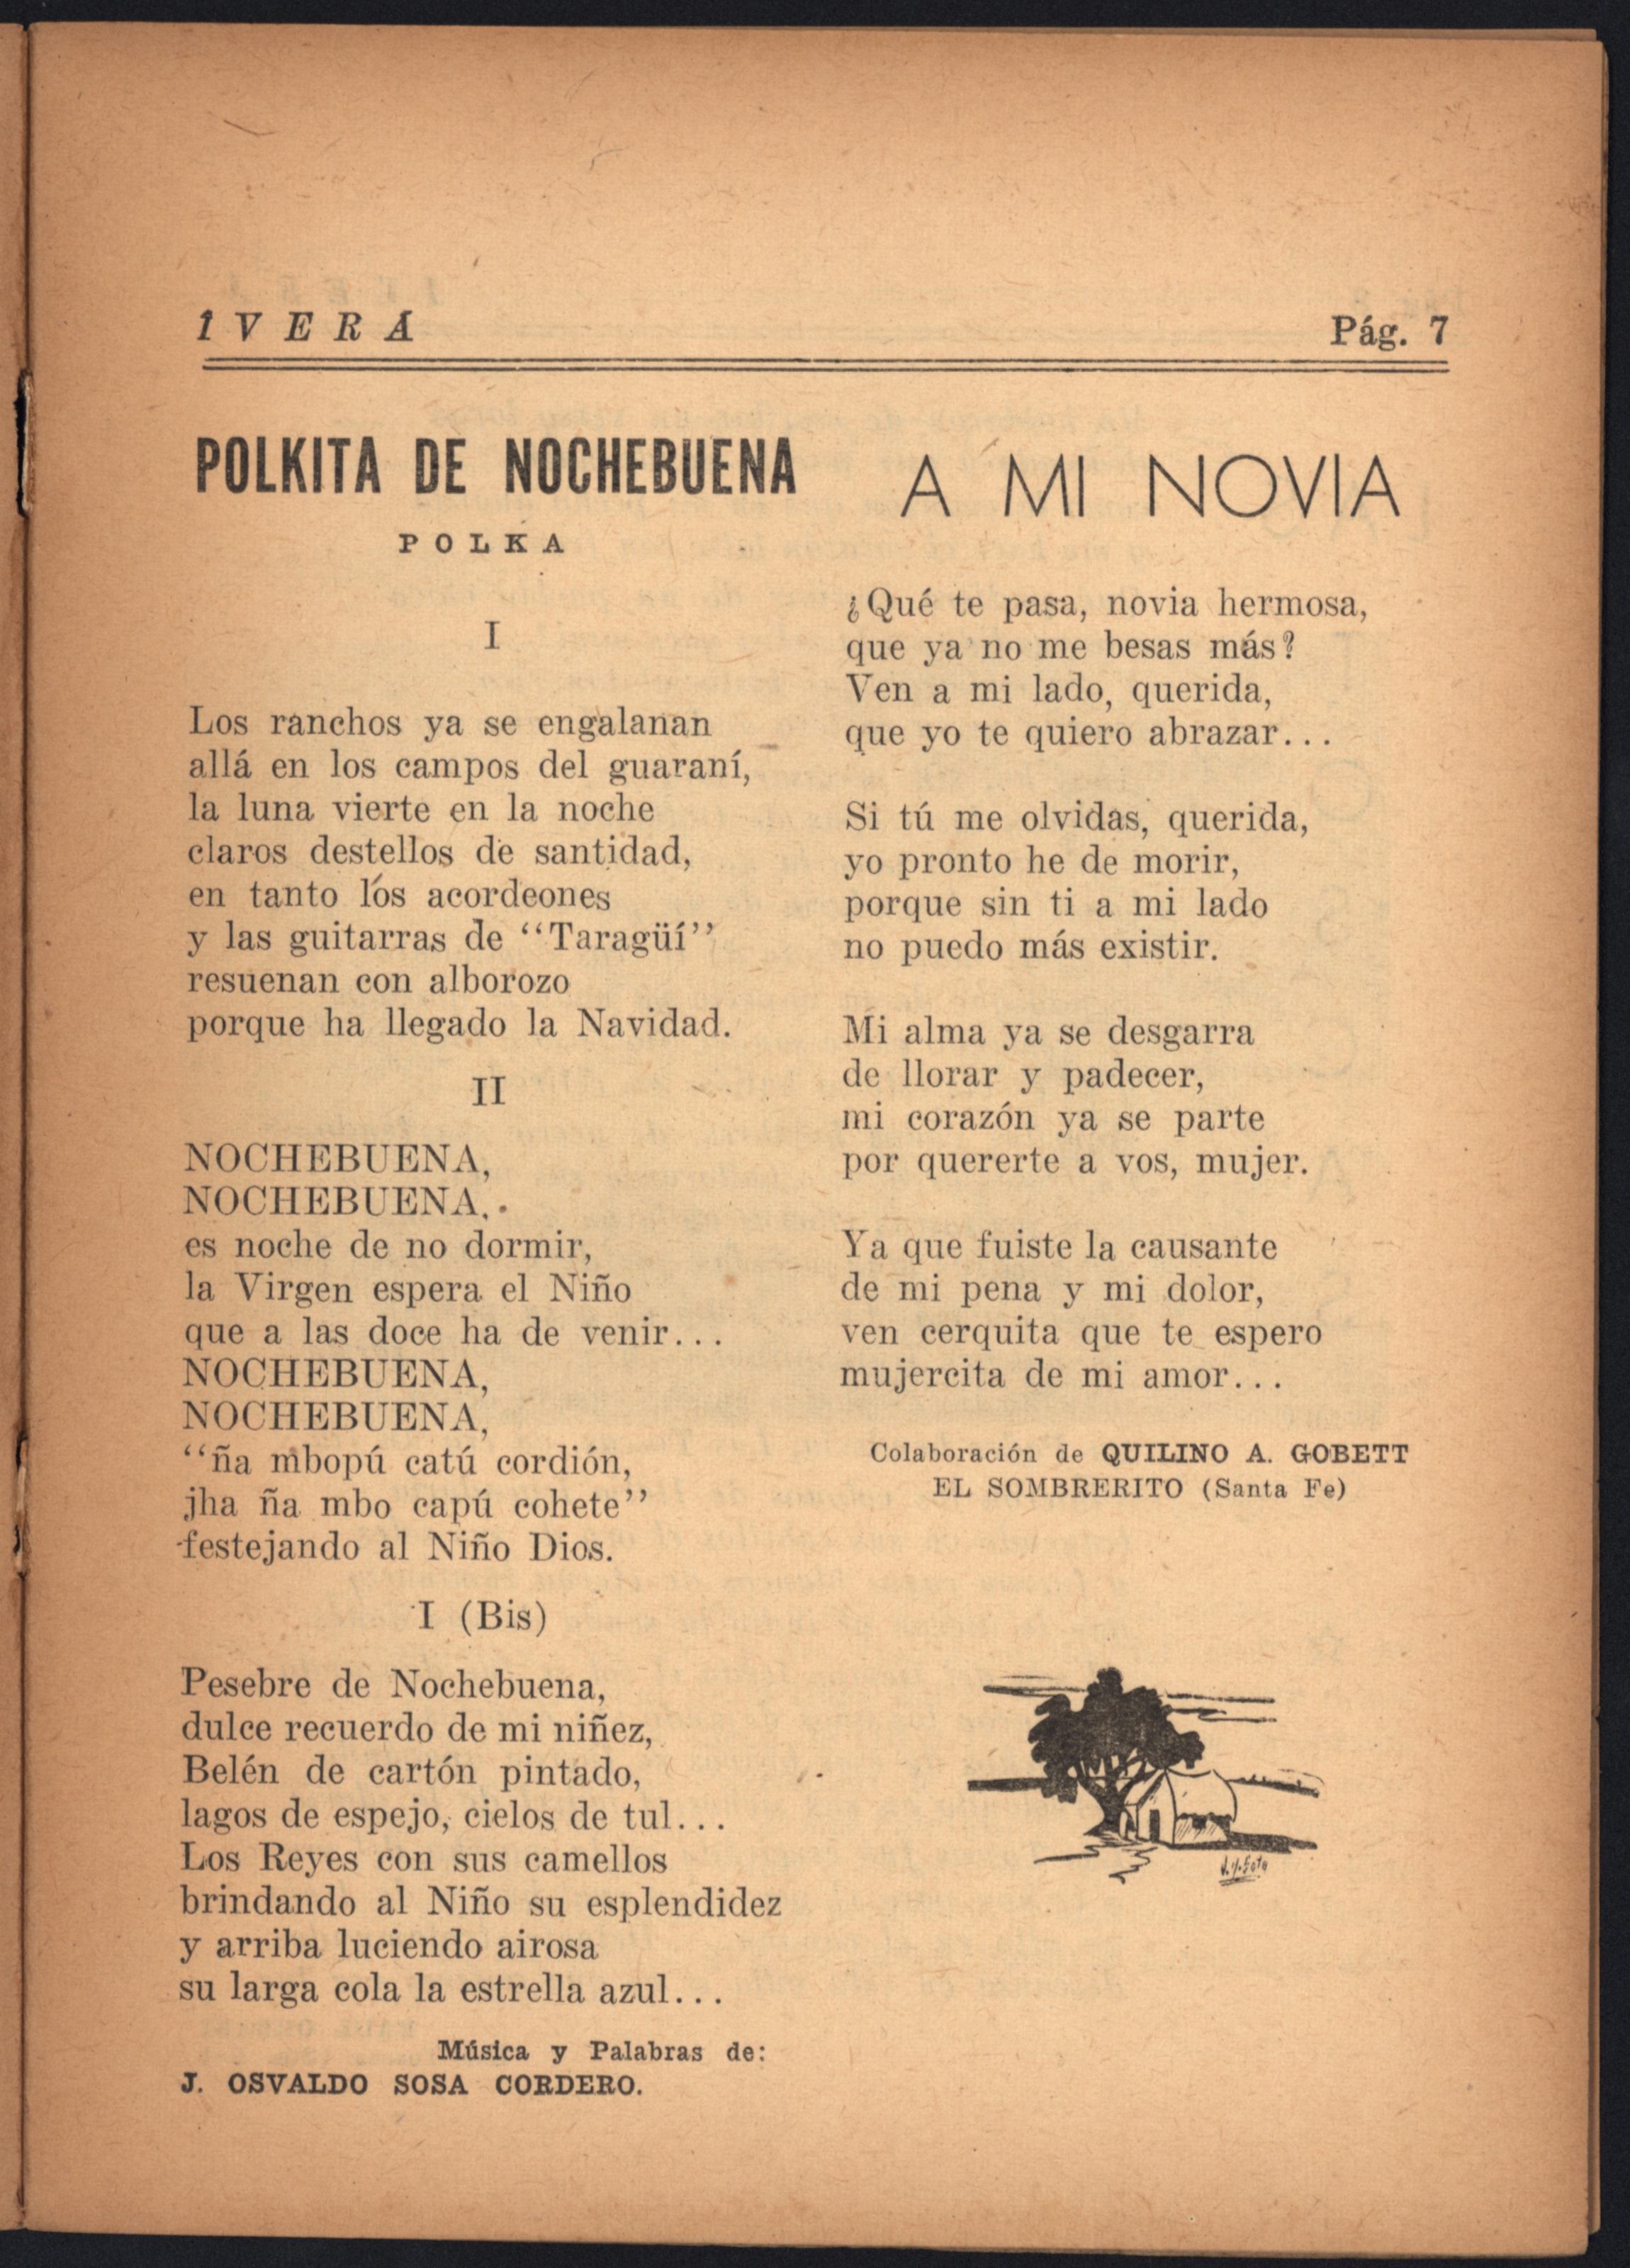 ÎVERÁ
Pág. 7
POLKITA DE NOCHEBUENA
POLKA
I
Los ranchos ya se engalanan
allá en los campos del guaraní,
la luna vierte en la noche
claros destellos de santidad,
en tanto los acordeones
y las guitarras de “Taragüí”
resuenan con alborozo
porque ha llegado la Navidad.
II
NOCHEBUENA,
NOCHEBUENA,
es noche de no dormir,
la Virgen espera el Niño
que a las doce ha de venir...
NOCHEBUENA,
NOCHEBUENA,
“ña mbopú catú cordión,
jha ña mbo capú cohete”
festejando al Niño Dios.
I (Bis)
Pesebre de Nochebuena,
dulce recuerdo de mi niñez,
Belén de cartón pintado,
lagos de espejo, cielos de tul...
Los Reyes con sus camellos
brindando al Niño su esplendidez
y arriba luciendo airosa
su larga cola la estrella azul...
Música y Palabras de:
J. OSVALDO SOSA CORDERO.
A MI NOVIA
¿Qué te pasa, novia hermosa,
que ya no me besas más?
Ven a mi lado, querida,
que yo te quiero abrazar...
Si tú me olvidas, querida,
yo pronto he de morir,
porque sin ti a mi lado
no puedo más existir.
Mi alma ya se desgarra
de llorar y padecer,
mi corazón ya se parte
por quererte a vos, mujer.
Ya que fuiste la causante
de mi pena y mi dolor,
ven cerquita que te espero
mujercita de mi amor...
Colaboración de QUILINO A. GOBETT
EL SOMBRERITO (Santa Fe)